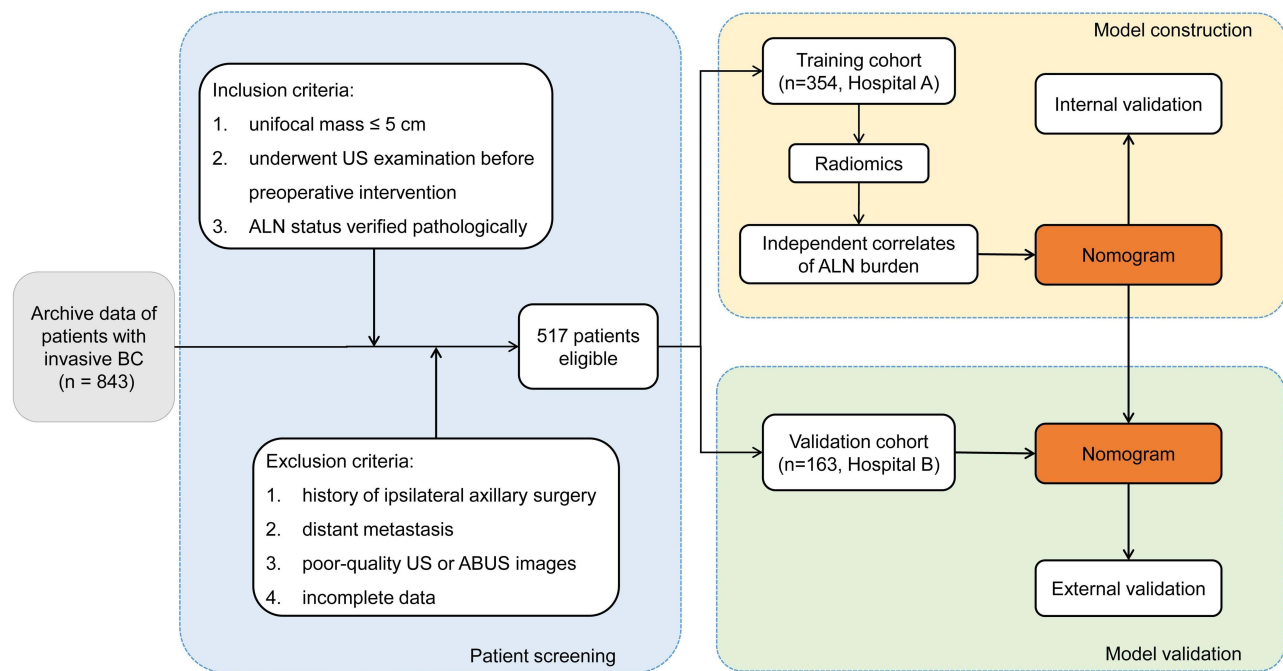 Archive data of
patients with
invasive BC
(n = 843)
Inclusion criteria:
1. unifocal mass ≤ 5 cm
2. underwent US examination before
preoperative intervention
3. ALN status verified pathologically
517 patients
eligible
Exclusion criteria:
1. history of ipsilateral axillary surgery
2. distant metastasis
3. poor-quality US or ABUS images
4. incomplete data
Patient screening
Model construction
Training cohort
(n=354, Hospital A)
Radiomics
Independent correlates
of ALN burden
Internal validation
Nomogram
Validation cohort
(n=163, Hospital B)
Nomogram
External validation
Model validation